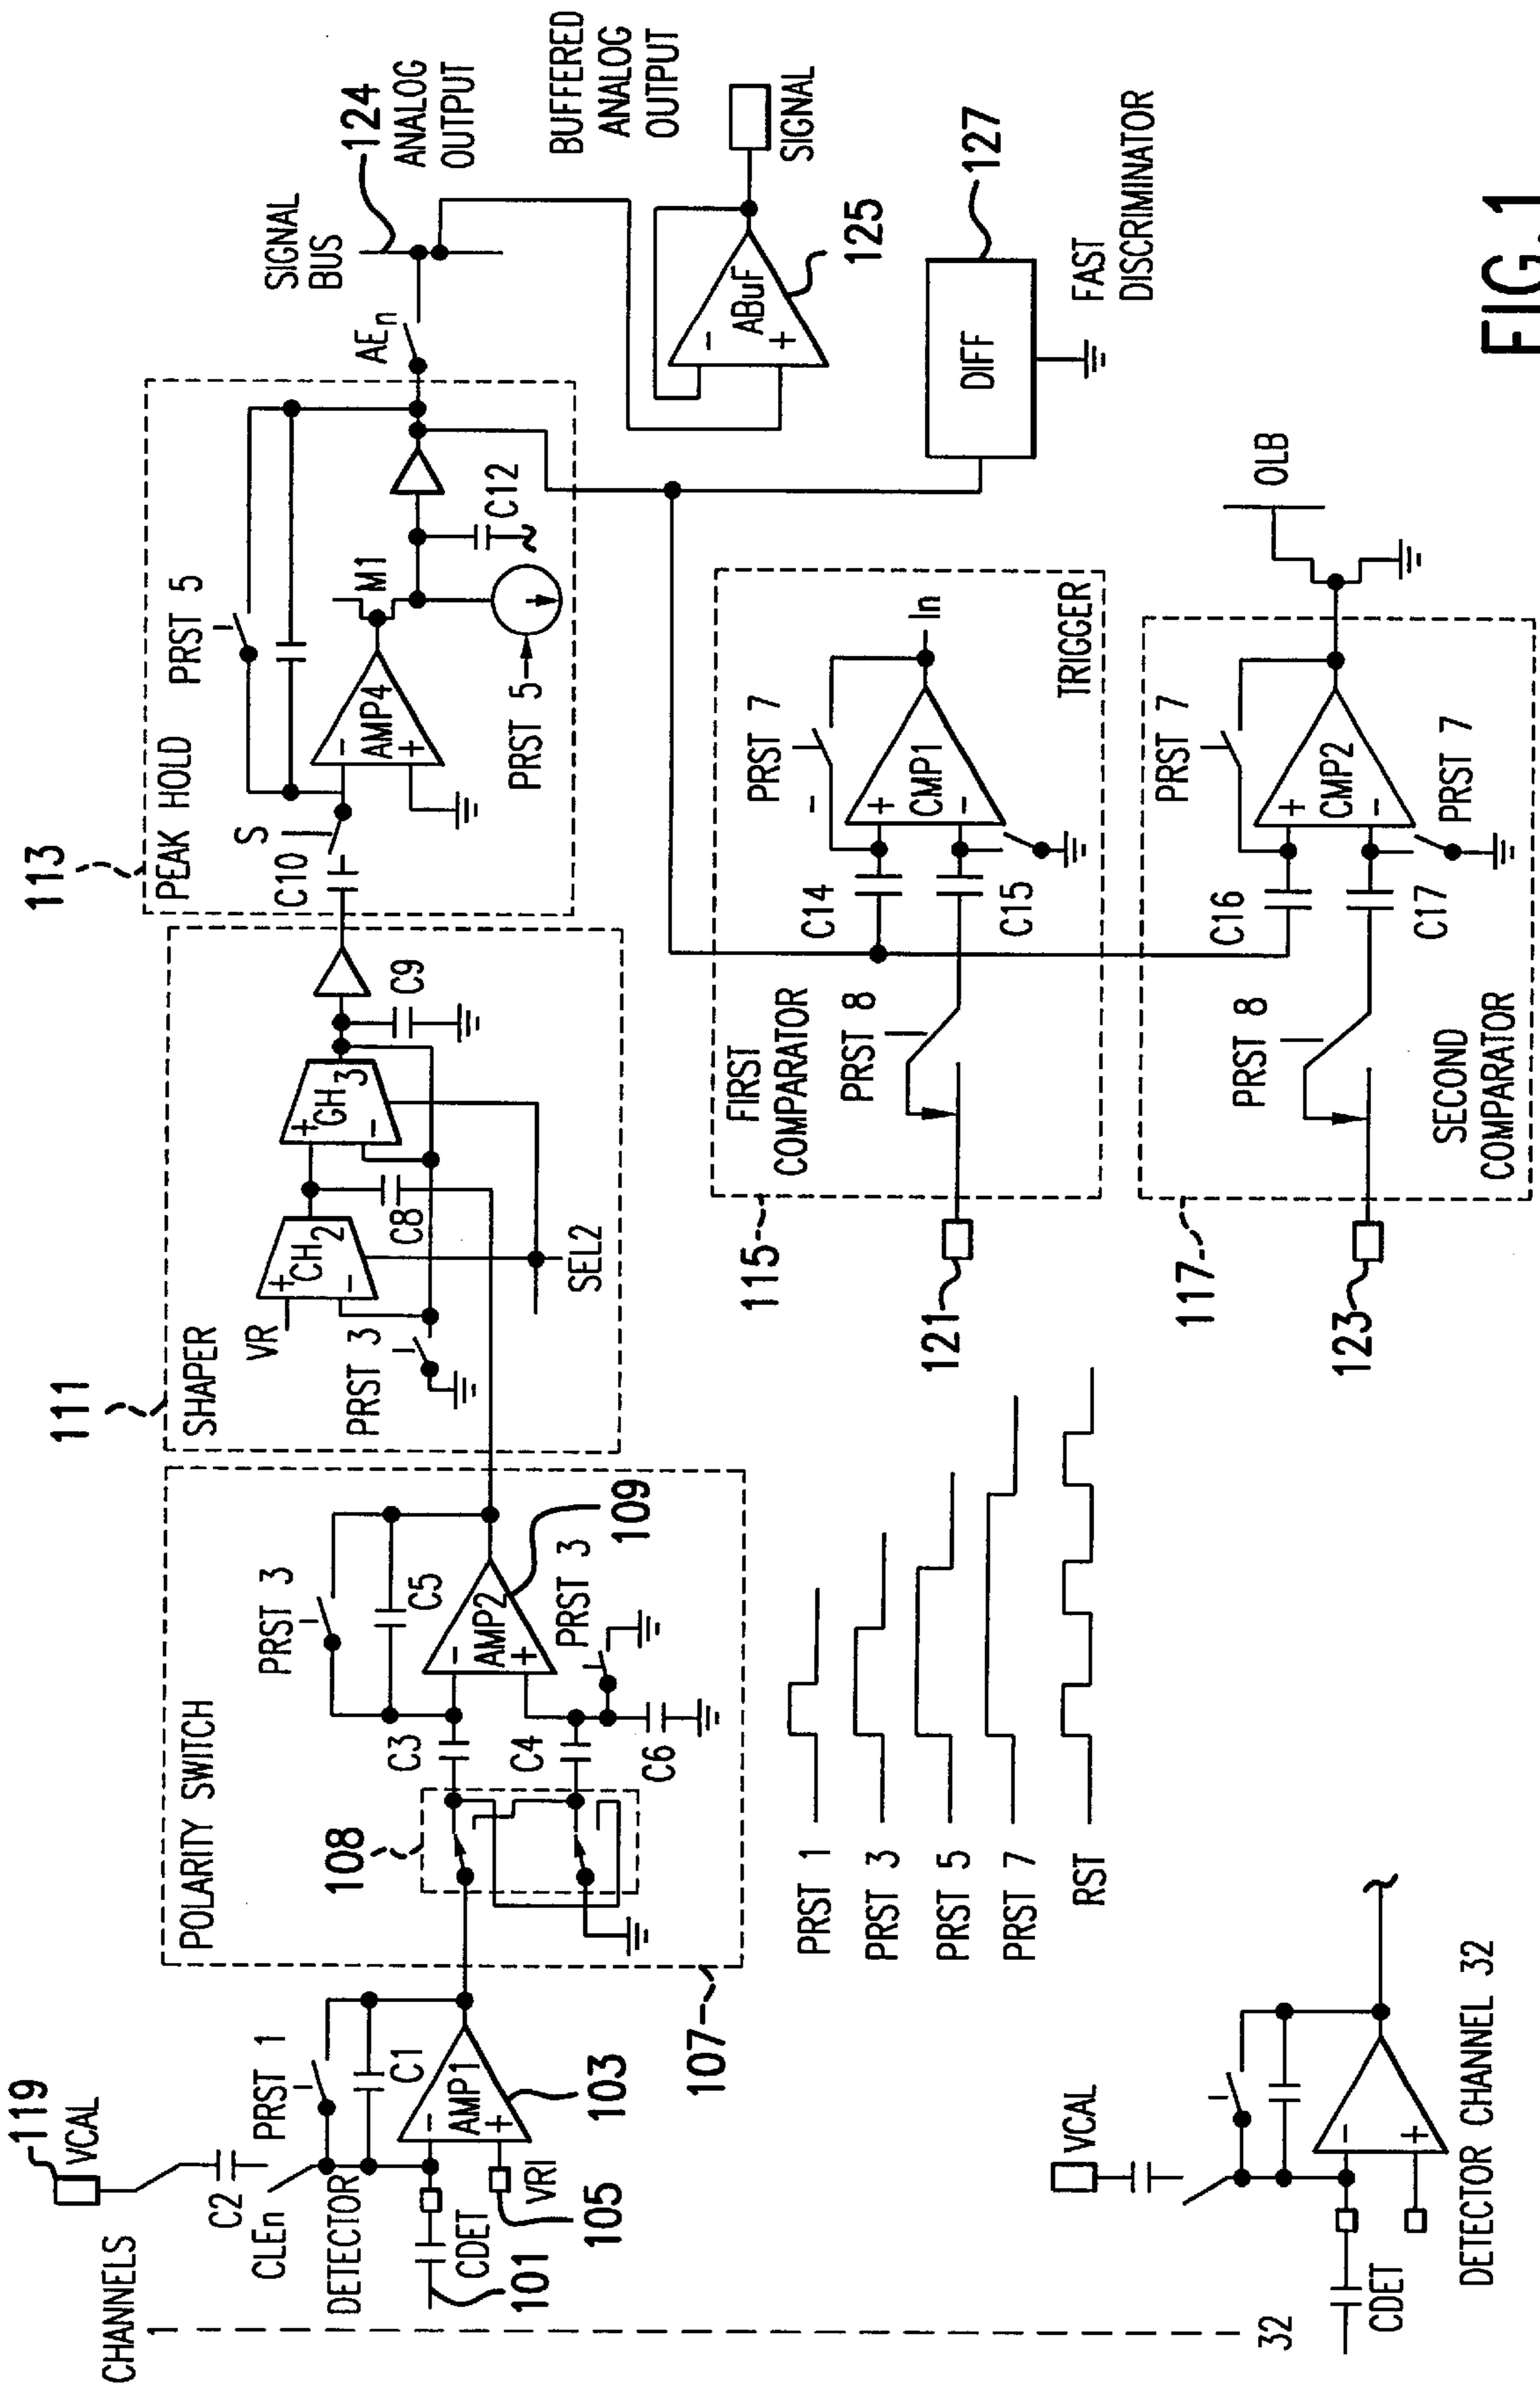 CHANNELS
1
32
119
VCAL
C2
CLEn
DETECTOR
CDET
101
105
VRI
PRST 1
C1
AMP1
-
+
103
107
POLARITY SWITCH
108
C3
C4
C6
PRST 3
C5
AMP2
-
+
PRST 3
109
111
SHAPER
VR
PRST 3
CH2
+
-
C8
SEL2
GH3
+
-
C9
113
PEAK HOLD
C10
S
PRST 5
AMP4
-
+
M1
PRST 5
C12
AEn
SIGNAL
BUS
124
ANALOG
OUTPUT
BUFFERED
ANALOG
OUTPUT
ABuF
-
+
125
SIGNAL
DIFF
127
FAST
DISCRIMINATOR
115
FIRST
COMPARATOR
121
PRST 8
C14
C15
PRST 7
-
CMP1
+
-
In
TRIGGER
117
123
PRST 8
SECOND
COMPARATOR
C16
C17
PRST 7
CMP2
+
-
PRST 7
OLB
PRST 1
PRST 3
PRST 5
PRST 7
RST
VCAL
CDET
-
+
DETECTOR CHANNEL 32
FIG.1